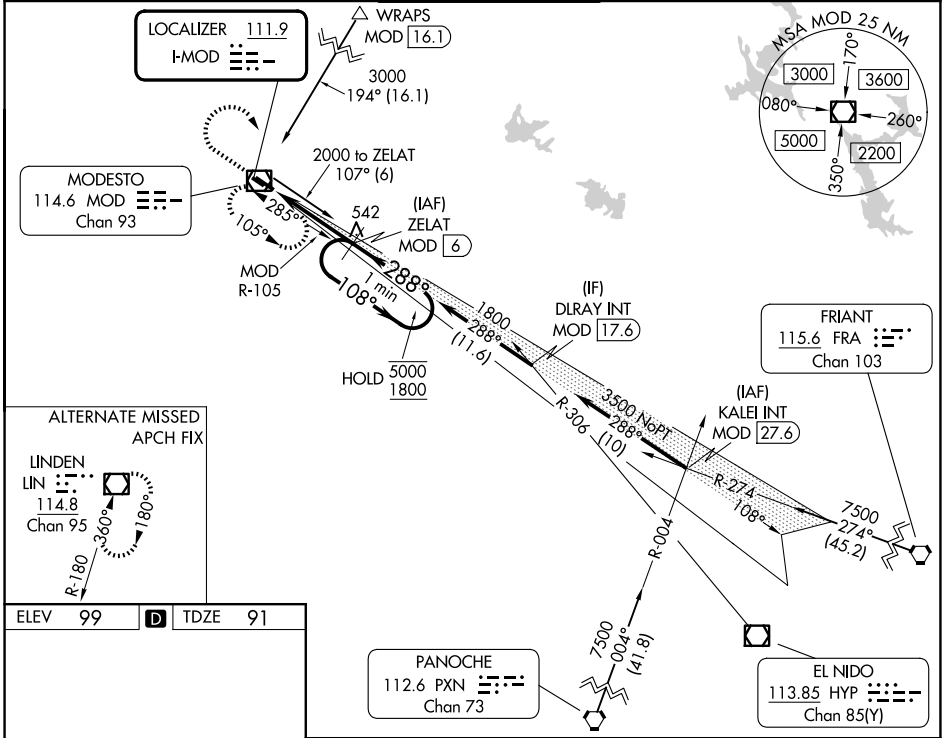 LOCALIZER 111.9
I-MOD
WRAPS
MOD 16.1
3000
194° (16.1)
MSA MOD 25 NM
170°
3000
3600
080°
260°
5000
2200
350°
2000 to ZELAT
107° (6)
MODESTO
114.6 MOD
Chan 93
285°
105°
542
(IAF)
ZELAT
MOD 6
MOD
R-105
288°
1 min
108°
1800
288°
(11.6)
(IF)
DLRAY INT
MOD 17.6
HOLD 5000
1800
FRIANT
115.6 FRA
Chan 103
3500 NoPT
288°
(10)
R-306
(IAF)
KALEI INT
MOD 27.6
R-274
108°
7500
274°
(45.2)
ALTERNATE MISSED
APCH FIX
LINDEN
LIN
114.8
Chan 95
360°
180°
R-180
R-004
7500
004°
(41.8)
ELEV 99 D TDZE 91
PANOCHE
112.6 PXN
Chan 73
EL NIDO
113.85 HYP
Chan 85(Y)